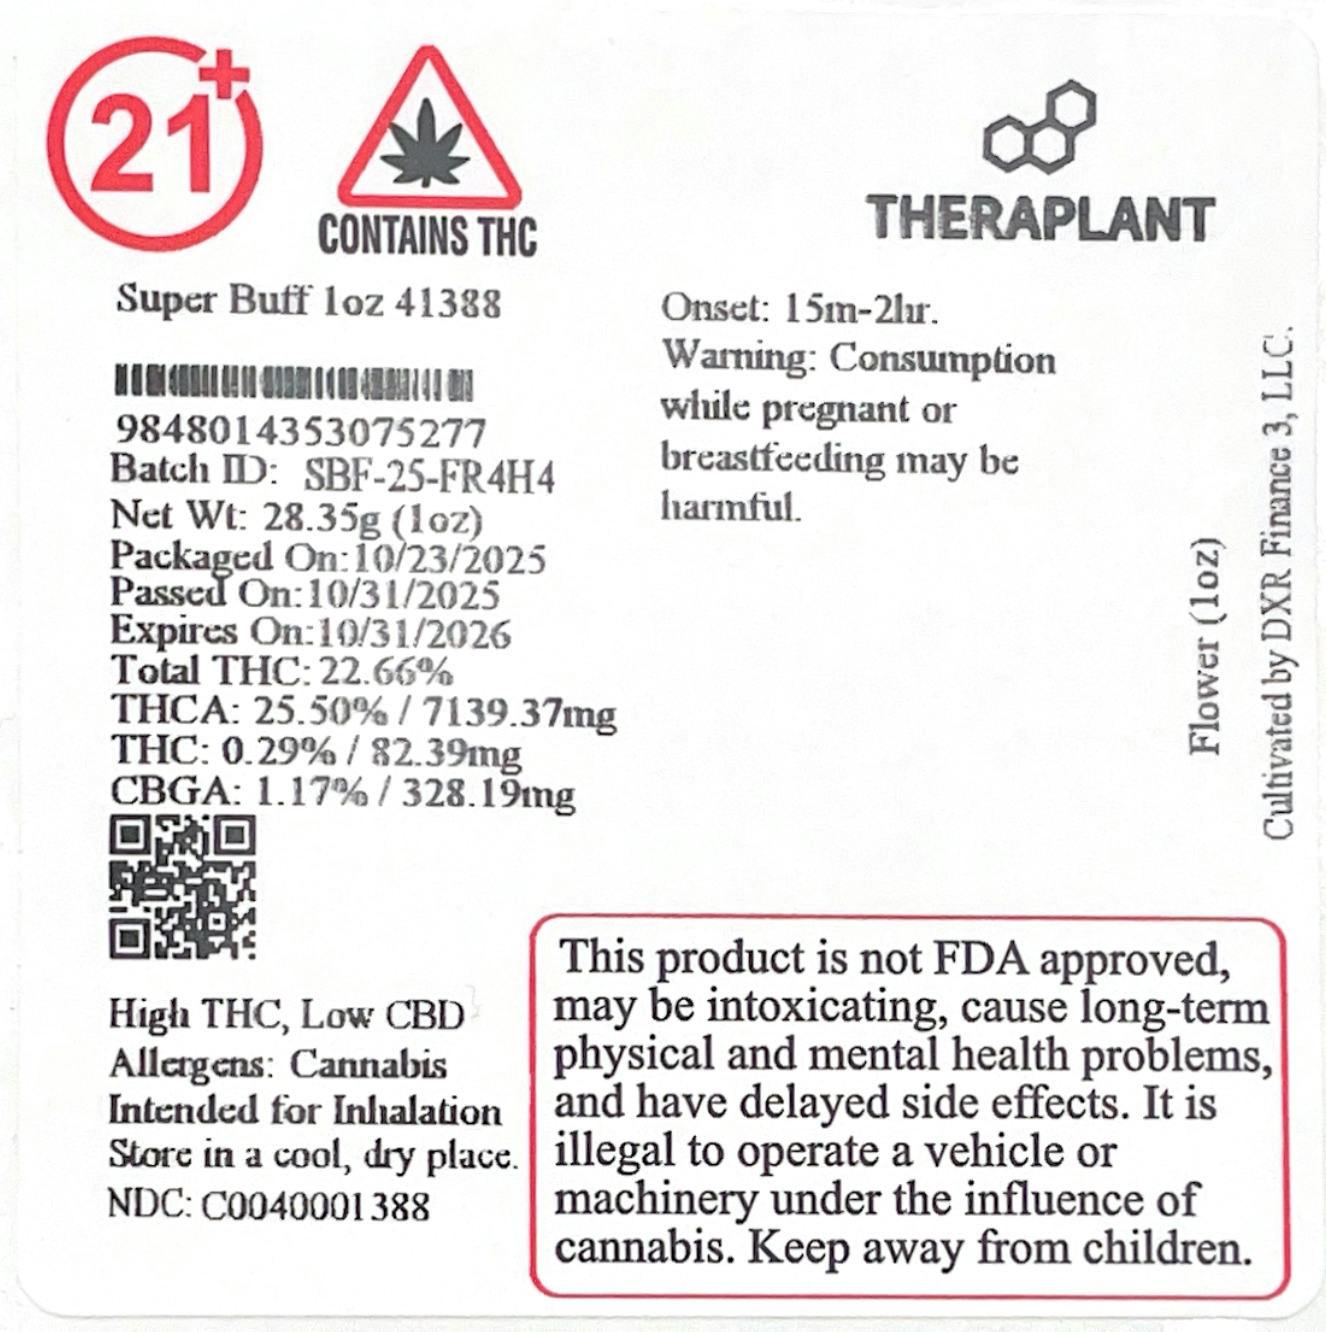 21+
CONTAINS THC
THERAPLANT
Super Buff 1oz 41388
9848014353075277
Batch ID: SBF-25-FR4H4
Net Wt: 28.35g (1oz)
Packaged On:10/23/2025
Passed On:10/31/2025
Expires On:10/31/2026
Total THC: 22.66%
THCA: 25.50% / 7139.37mg
THC: 0.29% / 82.39mg
CBGA: 1.17% / 328.19mg
High THC, Low CBD
Allergens: Cannabis
Intended for Inhalation
Store in a cool, dry place.
NDC: C0040001388
Onset: 15m-2hr.
Warning: Consumption
while pregnant or
breastfeeding may be
harmful.
Flower (1oz)
Cultivated by DXR Finance 3, LLC.
This product is not FDA approved,
may be intoxicating, cause long-term
physical and mental health problems,
and have delayed side effects. It is
illegal to operate a vehicle or
machinery under the influence of
cannabis. Keep away from children.